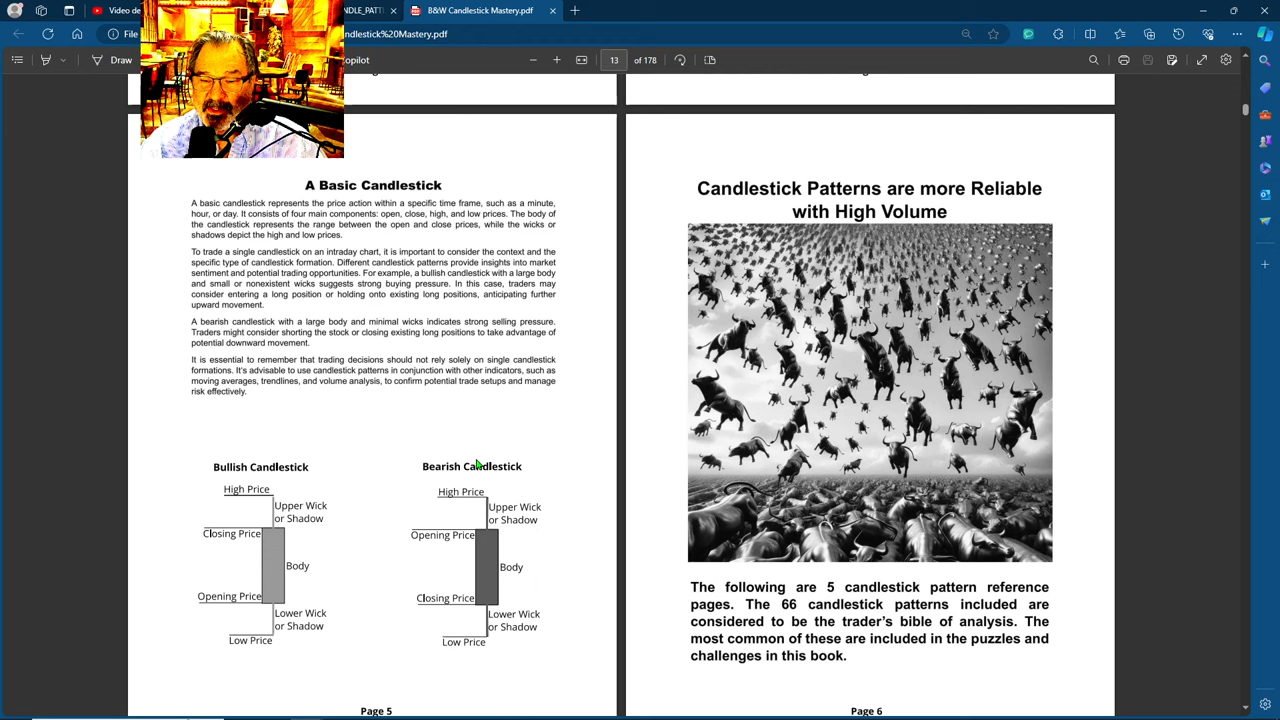 Video De
NDLE_PATT
Mastery
PDF
BkBXAMs.pdf
File
ndlestick%20Mastery.pdf
Draw
opilot
13
of 178
A Basic Candlestick
A basic candlestick represents the price action within a specific time frame, such as a minute,
hour, or day. It consists of four main components: open, close, high, and low prices. The body of
the candlestick represents the range between the open and close prices, while the wicks or
shadows depict the high and low prices.
To trade a single candlestick on an intraday chart, it is important to consider the context and the
specific type of candlestick formation. Different candlestick patterns provide insights into market
sentiment and potential trading opportunities. For example, a bullish candlestick with a large body
and small or nonexistent wicks suggests strong buying pressure. In this case, traders may
consider entering a long position or holding onto existing long positions, anticipating further
upward movement.
A bearish candlestick with a large body and minimal wicks indicates strong selling pressure.
Traders might consider shorting the stock or closing existing long positions to take advantage of
potential downward movement.
It is essential to remember that trading decisions should not rely solely on single candlestick
formations. It's advisable to use candlestick patterns in conjunction with other indicators, such as
moving averages, trendlines, and volume analysis, to confirm potential trade setups and manage
risk effectively.
Bullish Candlestick
High Price
Upper Wick
or Shadow
Closing Price
Body
Opening Price
Lower Wick
or Shadow
Low Price
Bearish Candlestick
High Price
Upper Wick
or Shadow
Opening Price
Body
Closing Price
Lower Wick
or Shadow
Low Price
Page 5
Candlestick Patterns are more Reliable
with High Volume
The following are 5 candlestick pattern reference
pages. The 66 candlestick patterns included are
considered to be the trader's bible of analysis. The
most common of these are included in the puzzles and
challenges in this book.
Page 6